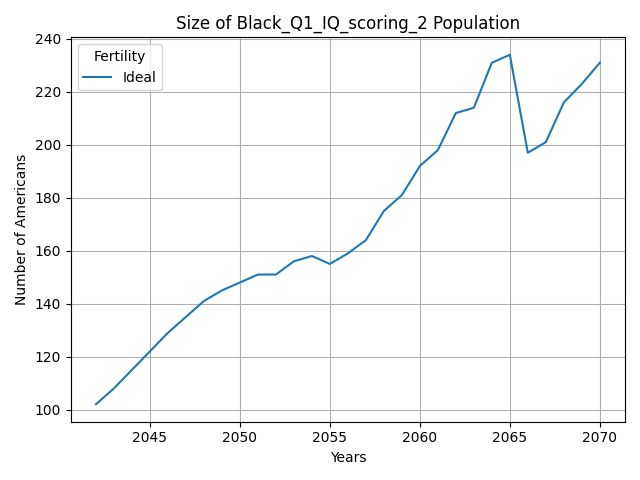 Size of Black_Q1_IQ_scoring_2 Population
Fertility
Ideal
Number of Americans
240
220
200
180
160
140
120
100
2045 2050 2055 2060 2065 2070
Years